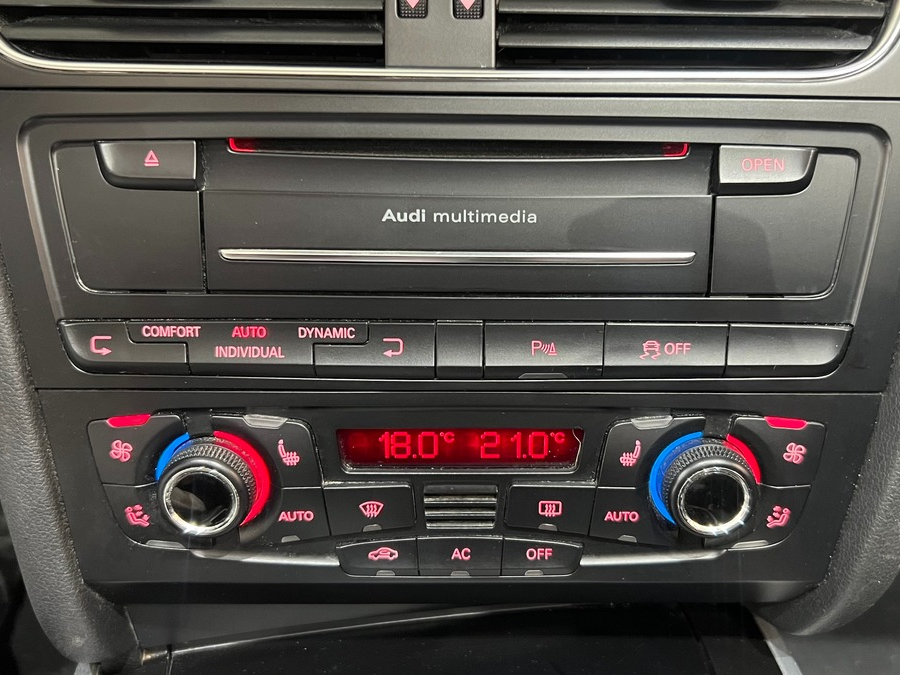 OPEN
Audi multimedia
COMFORT AUTO DYNAMIC
INDIVIDUAL
P OFF
18.0°C 21.0°C
AUTO AUTO
AC OFF